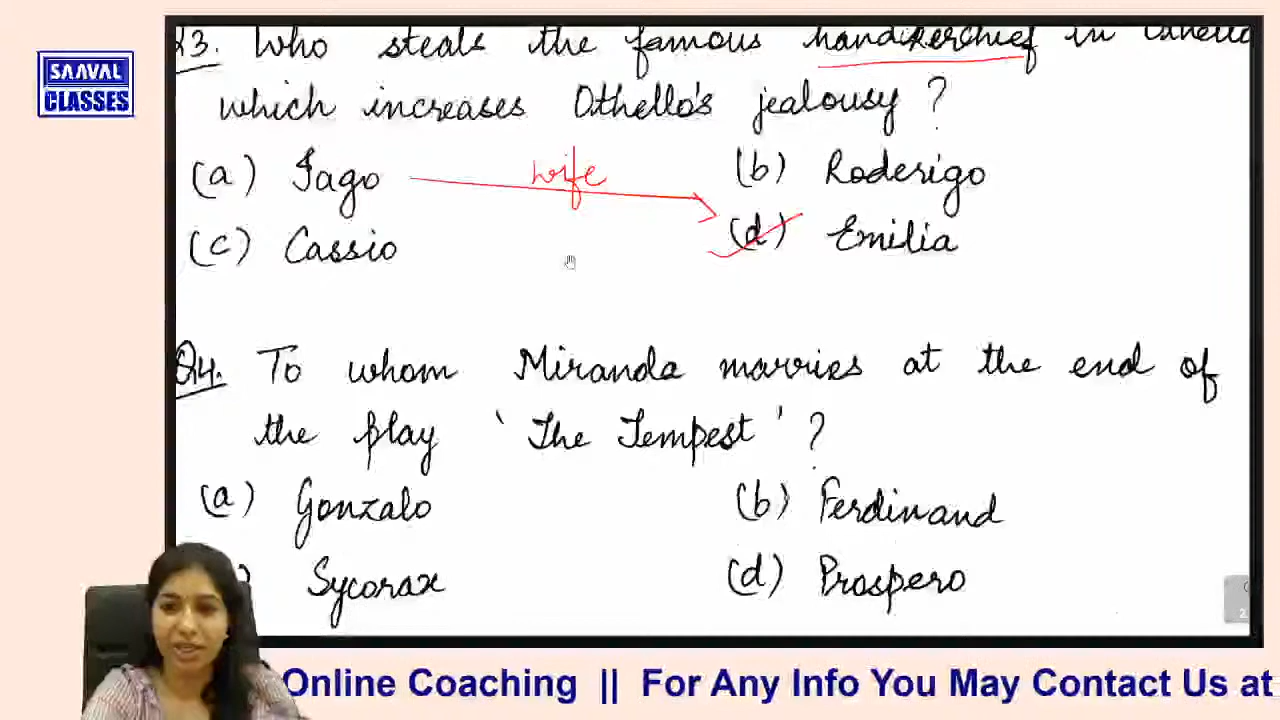 SAAVAL
CLASSES
23. Who steals the famous handkerchief in Othello
which increases Othello's jealousy ?
(a) Iago wife (b) Roderigo
(c) Cassio (d) Emilia
Q4. To whom Miranda marries at the end of
the play 'The Tempest' ?
(a) Gonzalo (b) Ferdinand
Sycorax (d) Prospero
Online Coaching || For Any Info You May Contact Us at